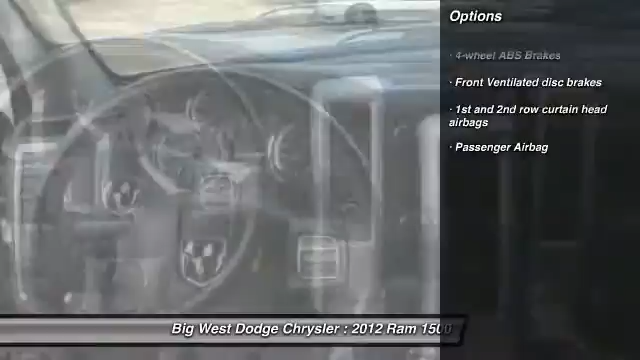 Options
· 4-wheel ABS Brakes
· Front Ventilated disc brakes
· 1st and 2nd row curtain head
airbags
· Passenger Airbag
Big West Dodge Chrysler : 2012 Ram 1500